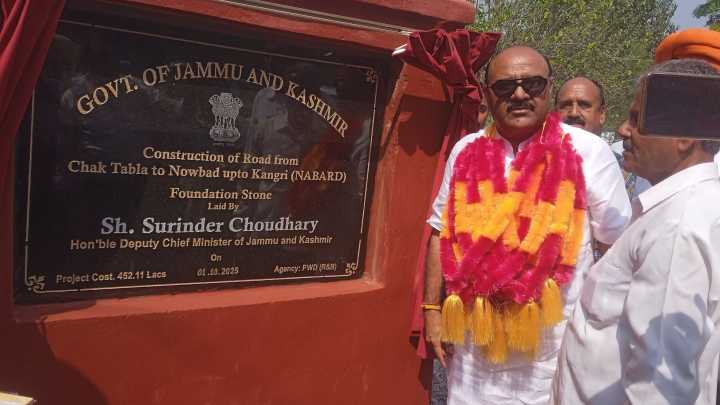 GOVT. OF JAMMU AND KASHMIR
Construction of Road from
Chak Tabla to Nowbad upto Kangri (NABARD)
Foundation Stone
Laid By
Sh. Surinder Choudhary
Hon'ble Deputy Chief Minister of Jammu and Kashmir
On
Project Cost. 452.11 Lacs 01.10.2025 Agency: PWD (R&B)